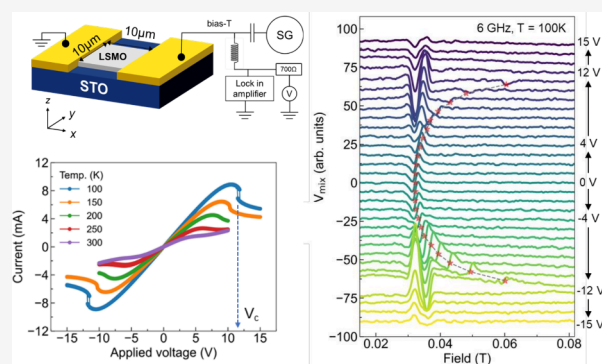 bias-T
SG
10μm
10μm
LSMO
STO
700Ω
Lock in
amplifier
V
z
y
x
12
8
4
0
−4
−8
−12
Current (mA)
Temp. (K)
100
150
200
250
300
V_c
−15 −10 −5 0 5 10 15
Applied voltage (V)
6 GHz, T = 100K
100
75
50
25
0
−25
−50
−75
−100
V_mix (arb. units)
15 V
12 V
4 V
0 V
-4 V
-12 V
-15 V
0.02 0.04 0.06 0.08
Field (T)